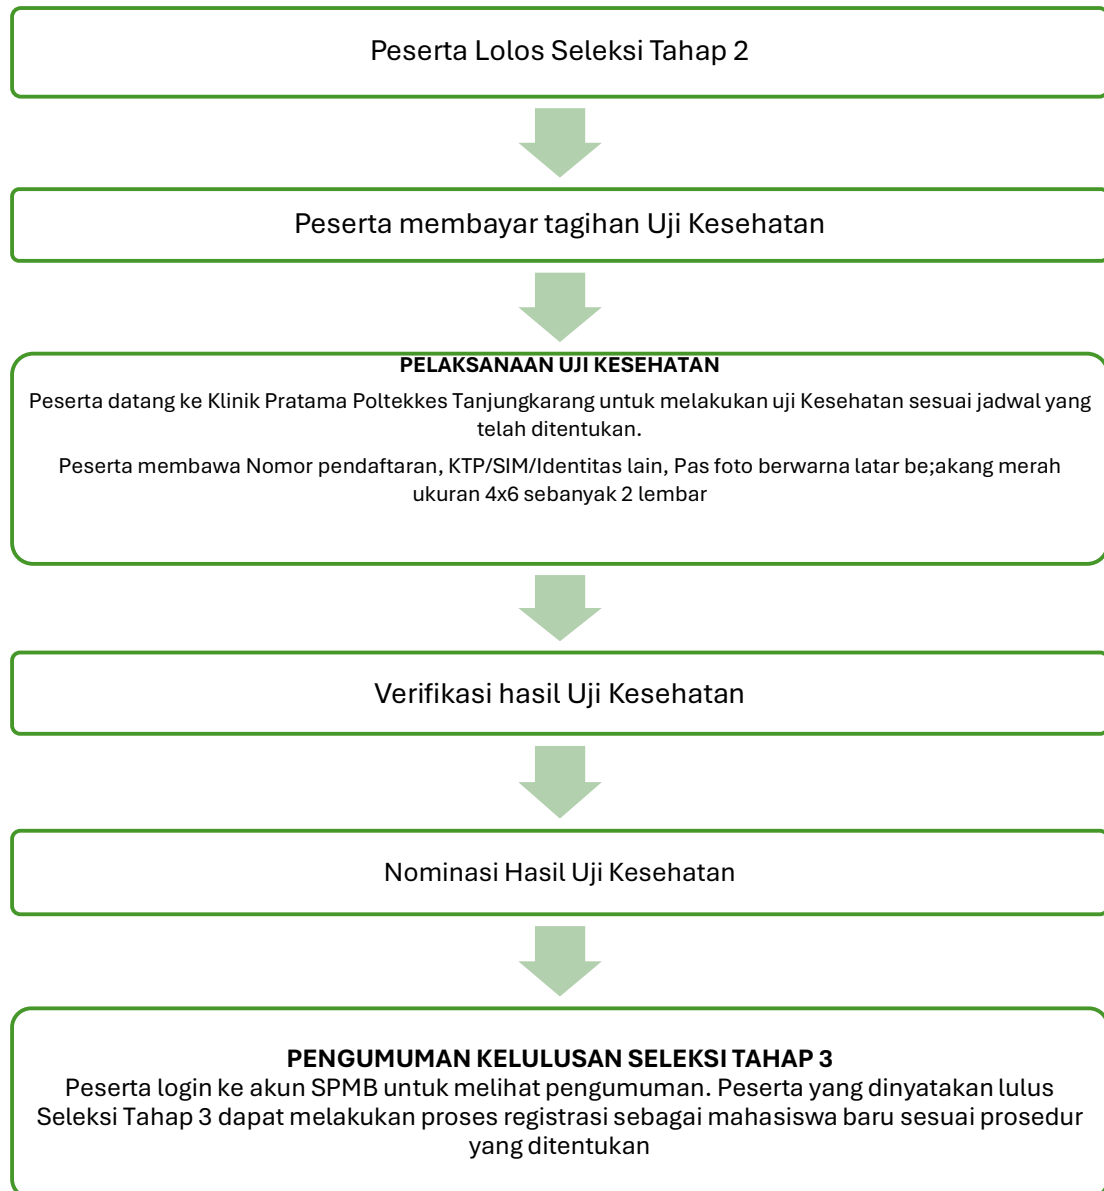 Peserta Lolos Seleksi Tahap 2
Peserta membayar tagihan Uji Kesehatan
PELAKSANAAN UJI KESEHATAN
Peserta datang ke Klinik Pratama Poltekkes Tanjungkarang untuk melakukan uji Kesehatan sesuai jadwal yang
telah ditentukan.
Peserta membawa Nomor pendaftaran, KTP/SIM/Identitas lain, Pas foto berwarna latar be;akang merah
ukuran 4x6 sebanyak 2 lembar
Verifikasi hasil Uji Kesehatan
Nominasi Hasil Uji Kesehatan
PENGUMUMAN KELULUSAN SELEKSI TAHAP 3
Peserta login ke akun SPMB untuk melihat pengumuman. Peserta yang dinyatakan lulus
Seleksi Tahap 3 dapat melakukan proses registrasi sebagai mahasiswa baru sesuai prosedur
yang ditentukan